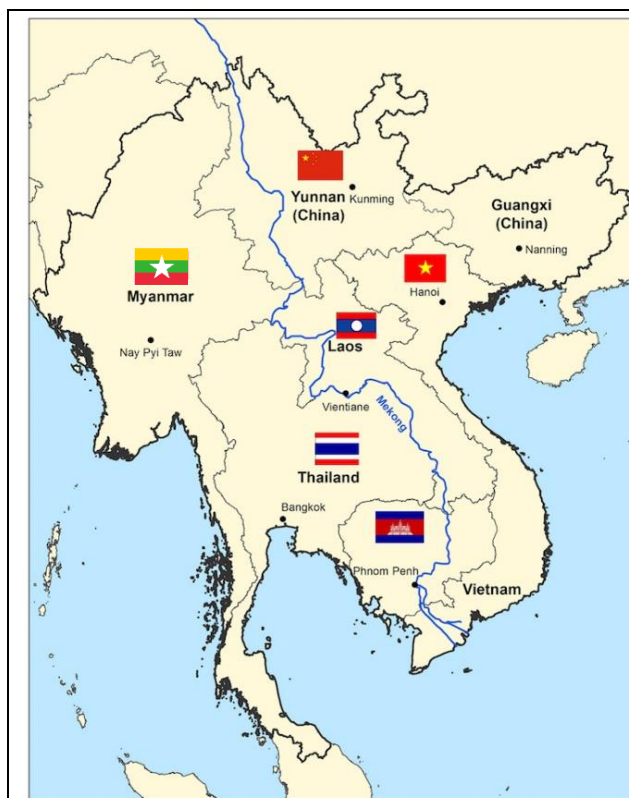 Yunnan
(China)
Kunming
Guangxi
(China)
Nanning
Hanoi
Myanmar
Nay Pyi Taw
Laos
Vientiane
Mekong
Thailand
Bangkok
Phnom Penh
Vietnam